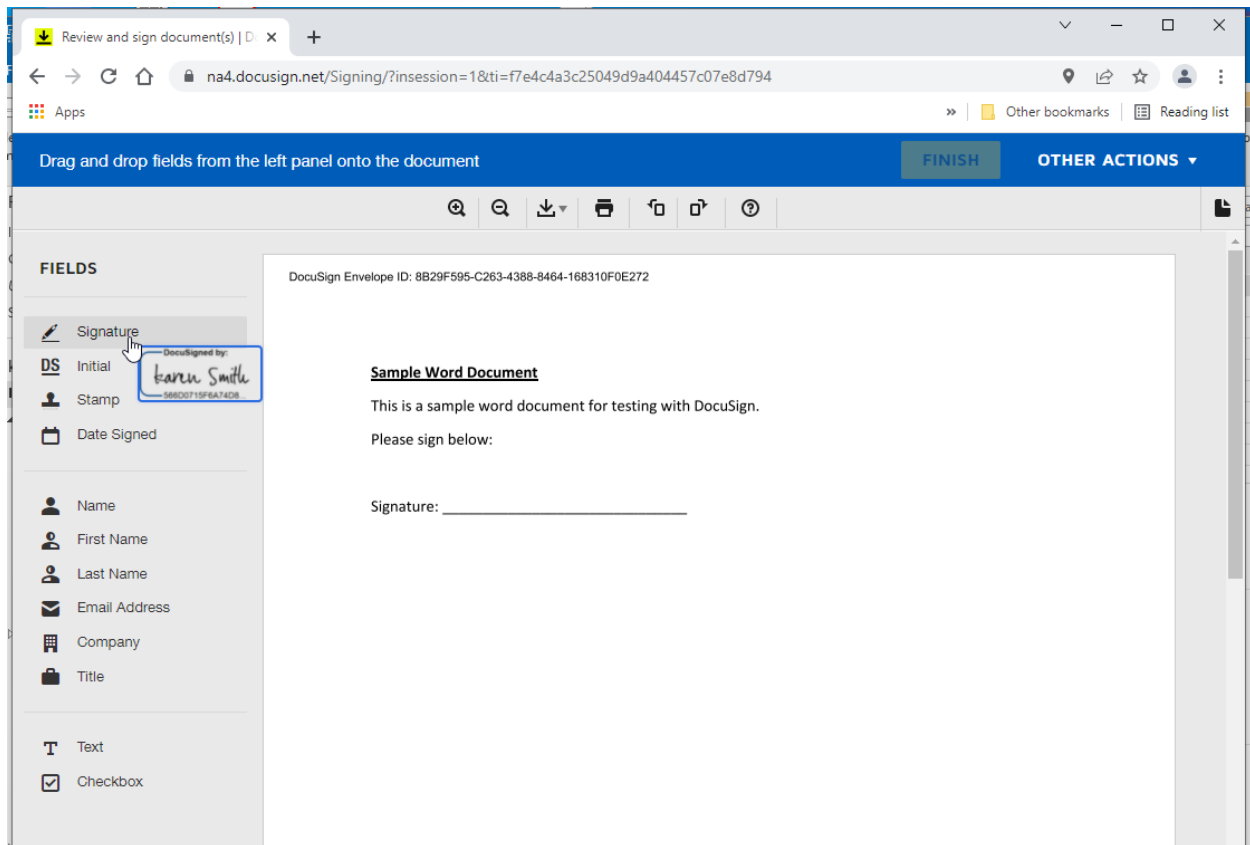 Review and sign document(s) | D
na4.docusign.net/Signing/?insession=1&ti=f7e4c4a3c25049d9a404457c07e8d794
Apps
» Other bookmarks Reading list
Drag and drop fields from the left panel onto the document
FINISH
OTHER ACTIONS
FIELDS
Signature
DS Initial
Stamp
Date Signed
DocuSigned by:
karen Smith
566D0715F6A74D8...
Name
First Name
Last Name
Email Address
Company
Title
T Text
Checkbox
DocuSign Envelope ID: 8B29F595-C263-4388-8464-168310F0E272
Sample Word Document
This is a sample word document for testing with DocuSign.
Please sign below:
Signature: ________________________________